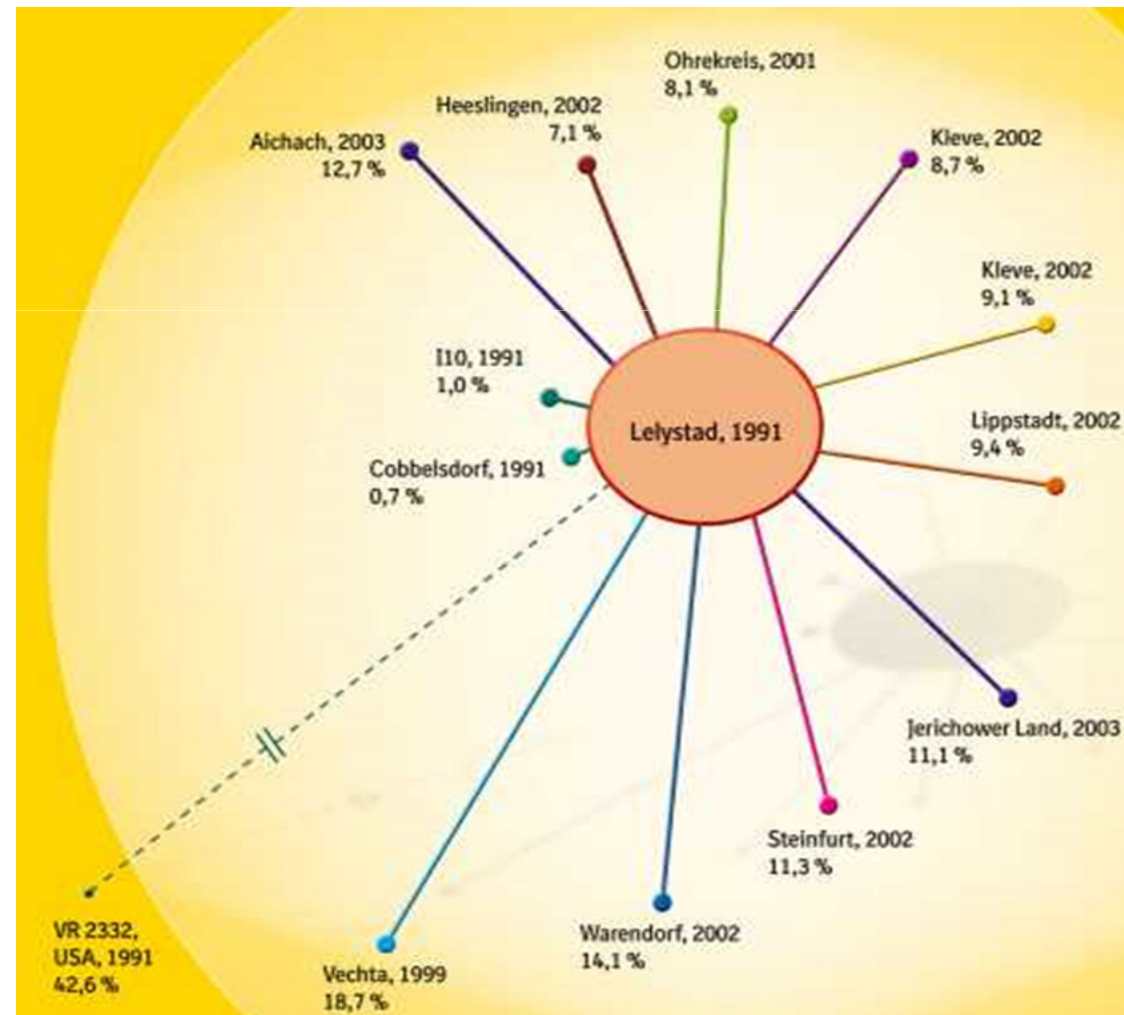 Ohrekreis, 2001
8,1 %
Heeslingen, 2002
7,1 %
Kleve, 2002
8,7 %
Aichach, 2003
12,7 %
Kleve, 2002
9,1 %
I10, 1991
1,0 %
Lippstadt, 2002
9,4 %
Lelystad, 1991
Cobbelsdorf, 1991
0,7 %
Jerichower Land, 2003
11,1 %
Steinfurt, 2002
11,3 %
Warendorf, 2002
14,1 %
VR 2332,
USA, 1991
42,6 %
Vechta, 1999
18,7 %